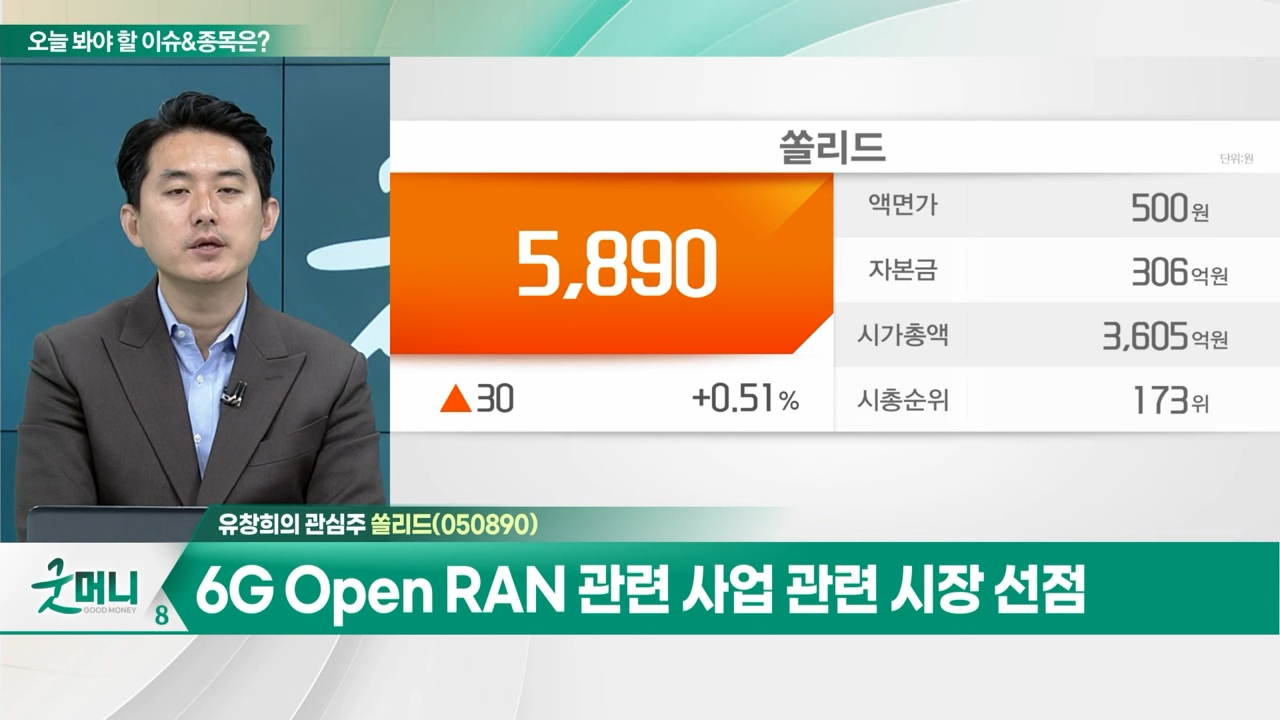 오늘 봐야 할 이슈&종목은?
쏠리드
단위:원
5,890
▲30 +0.51%
액면가 500원
자본금 306억원
시가총액 3,605억원
시총순위 173위
유창희의 관심주 쏠리드(050890)
굿머니
GOOD MONEY
8
6G Open RAN 관련 사업 관련 시장 선점